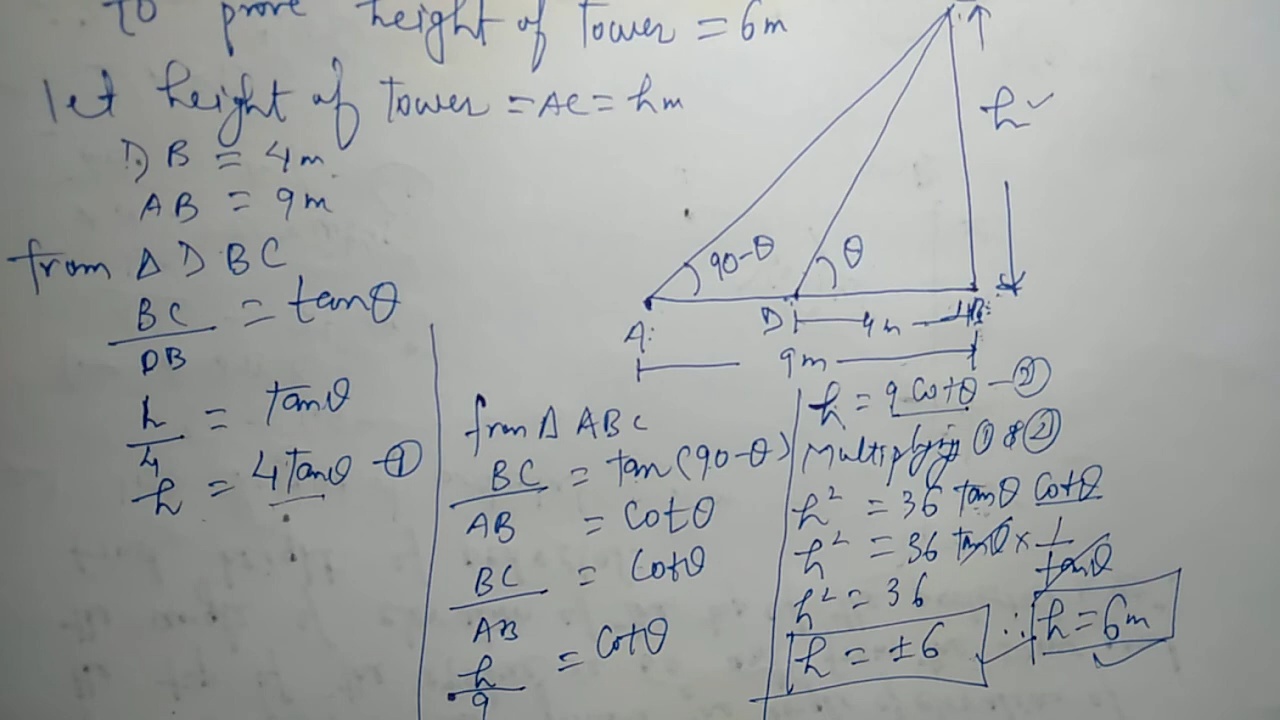 To prove height of Tower = 6m
let height of Tower = AC = hm
DB = 4m
AB = 9m
from Δ DBC
BC/DB = tanθ
h/4 = tanθ
h = 4Tanθ -①
90-θ
θ
h
A
D
4m
B
9m
from Δ ABC
BC/AB = tan(90-θ)
= cotθ
BC/AB = Cotθ
h/9 = cotθ
h = 9 Cotθ -②
Multiplying ① & ②
h² = 36 Tanθ Cotθ
h² = 36 Tanθ × 1/tanθ
h² = 36
h = ±6
∴ h = 6m